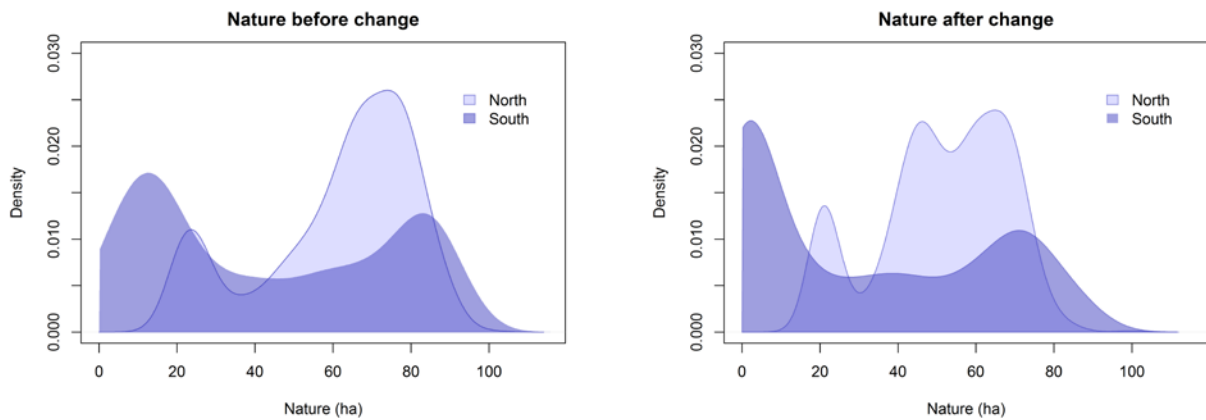 Nature before change
Density
0.000
0.010
0.020
0.030
North
South
0 20 40 60 80 100
Nature (ha)
Nature after change
Density
0.000
0.010
0.020
0.030
North
South
0 20 40 60 80 100
Nature (ha)